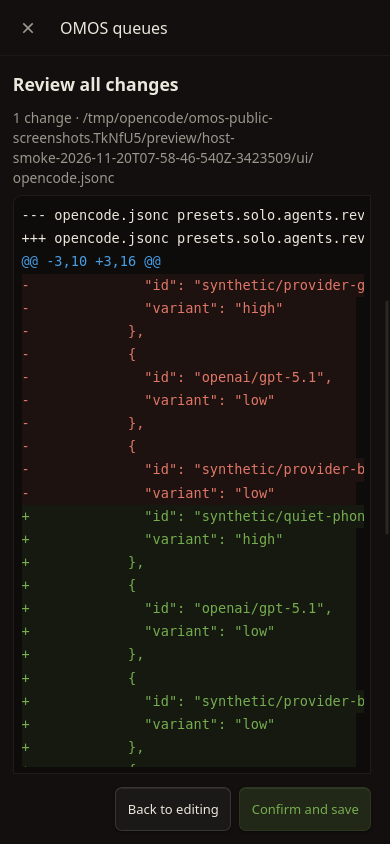 ✕ OMOS queues
Review all changes
1 change · /tmp/opencode/omos-public-
screenshots.TkNfU5/preview/host-
smoke-2026-11-20T07-58-46-540Z-3423509/ui/
opencode.jsonc
--- opencode.jsonc presets.solo.agents.rev
+++ opencode.jsonc presets.solo.agents.rev
@@ -3,10 +3,16 @@
-              "id": "synthetic/provider-g
-              "variant": "high"
-            },
-            {
-              "id": "openai/gpt-5.1",
-              "variant": "low"
-            },
-            {
-              "id": "synthetic/provider-b
-              "variant": "low"
+              "id": "synthetic/quiet-phon
+              "variant": "high"
+            },
+            {
+              "id": "openai/gpt-5.1",
+              "variant": "low"
+            },
+            {
+              "id": "synthetic/provider-b
+              "variant": "low"
+            },
+            {
Back to editing
Confirm and save